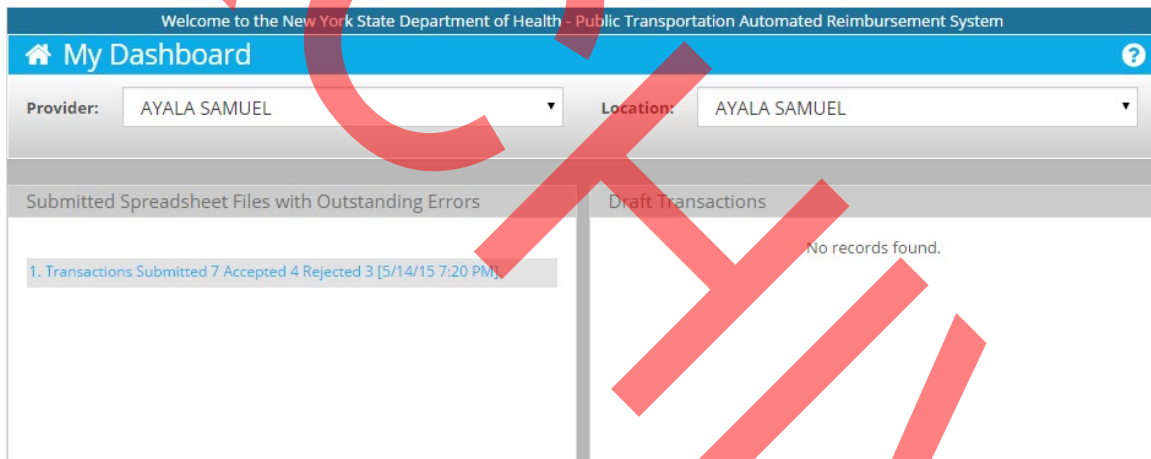 Welcome to the New York State Department of Health - Public Transportation Automated Reimbursement System
My Dashboard
?
Provider: AYALA SAMUEL Location: AYALA SAMUEL
Submitted Spreadsheet Files with Outstanding Errors
Draft Transactions
1. Transactions Submitted 7 Accepted 4 Rejected 3 [5/14/15 7:20 PM]
No records found.